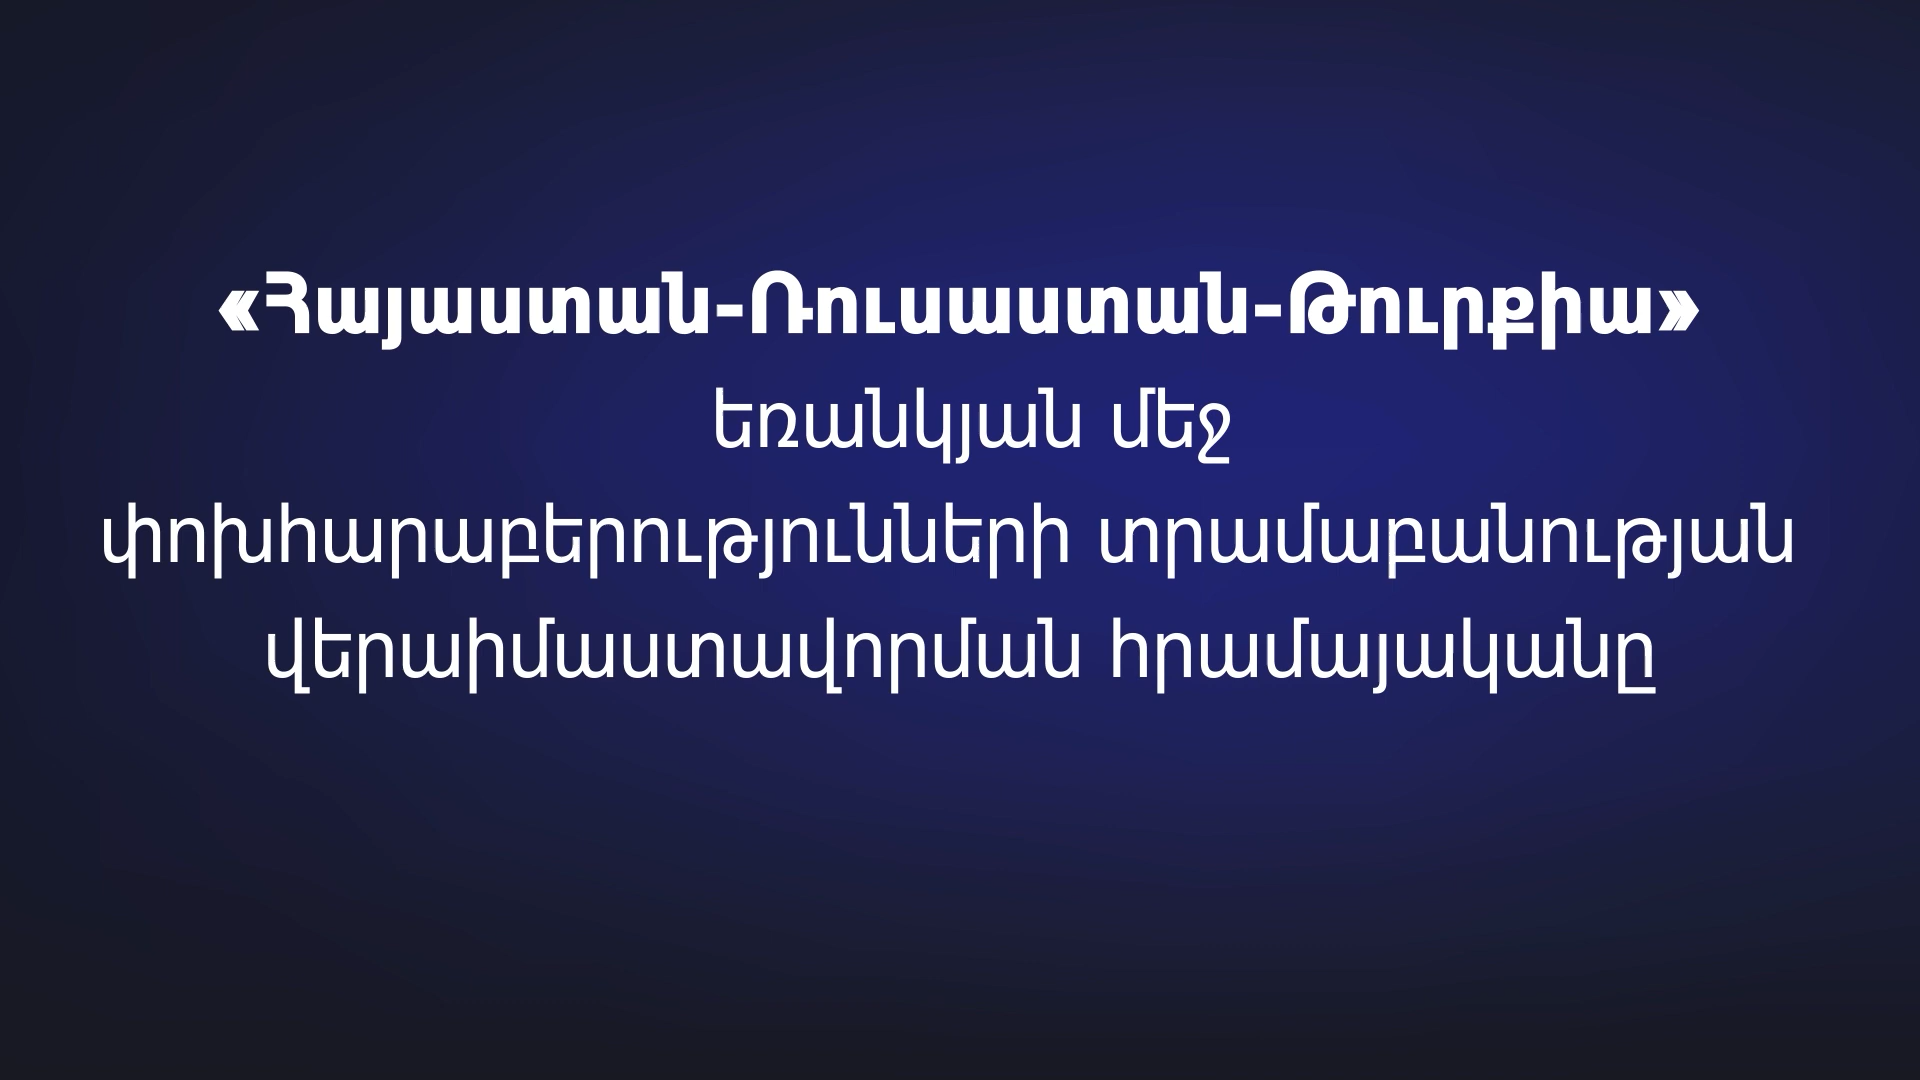 «Հայաստան-Ռուսաստան-Թուրքիա»
եռանկյան մեջ
փոխհարաբերությունների տրամաբանության
վերաիմաստավորման հրամայականը